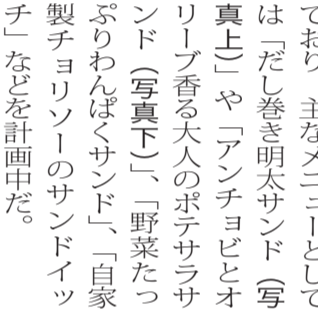 ており、主なメニューとして
は「だし巻き明太サンド（写
真上）」や「アンチョビとオ
リーブ香る大人のポテサラサ
ンド（写真下）」、「野菜たっ
ぷりわんぱくサンド」、「自家
製チョリソーのサンドイッ
チ」などを計画中だ。